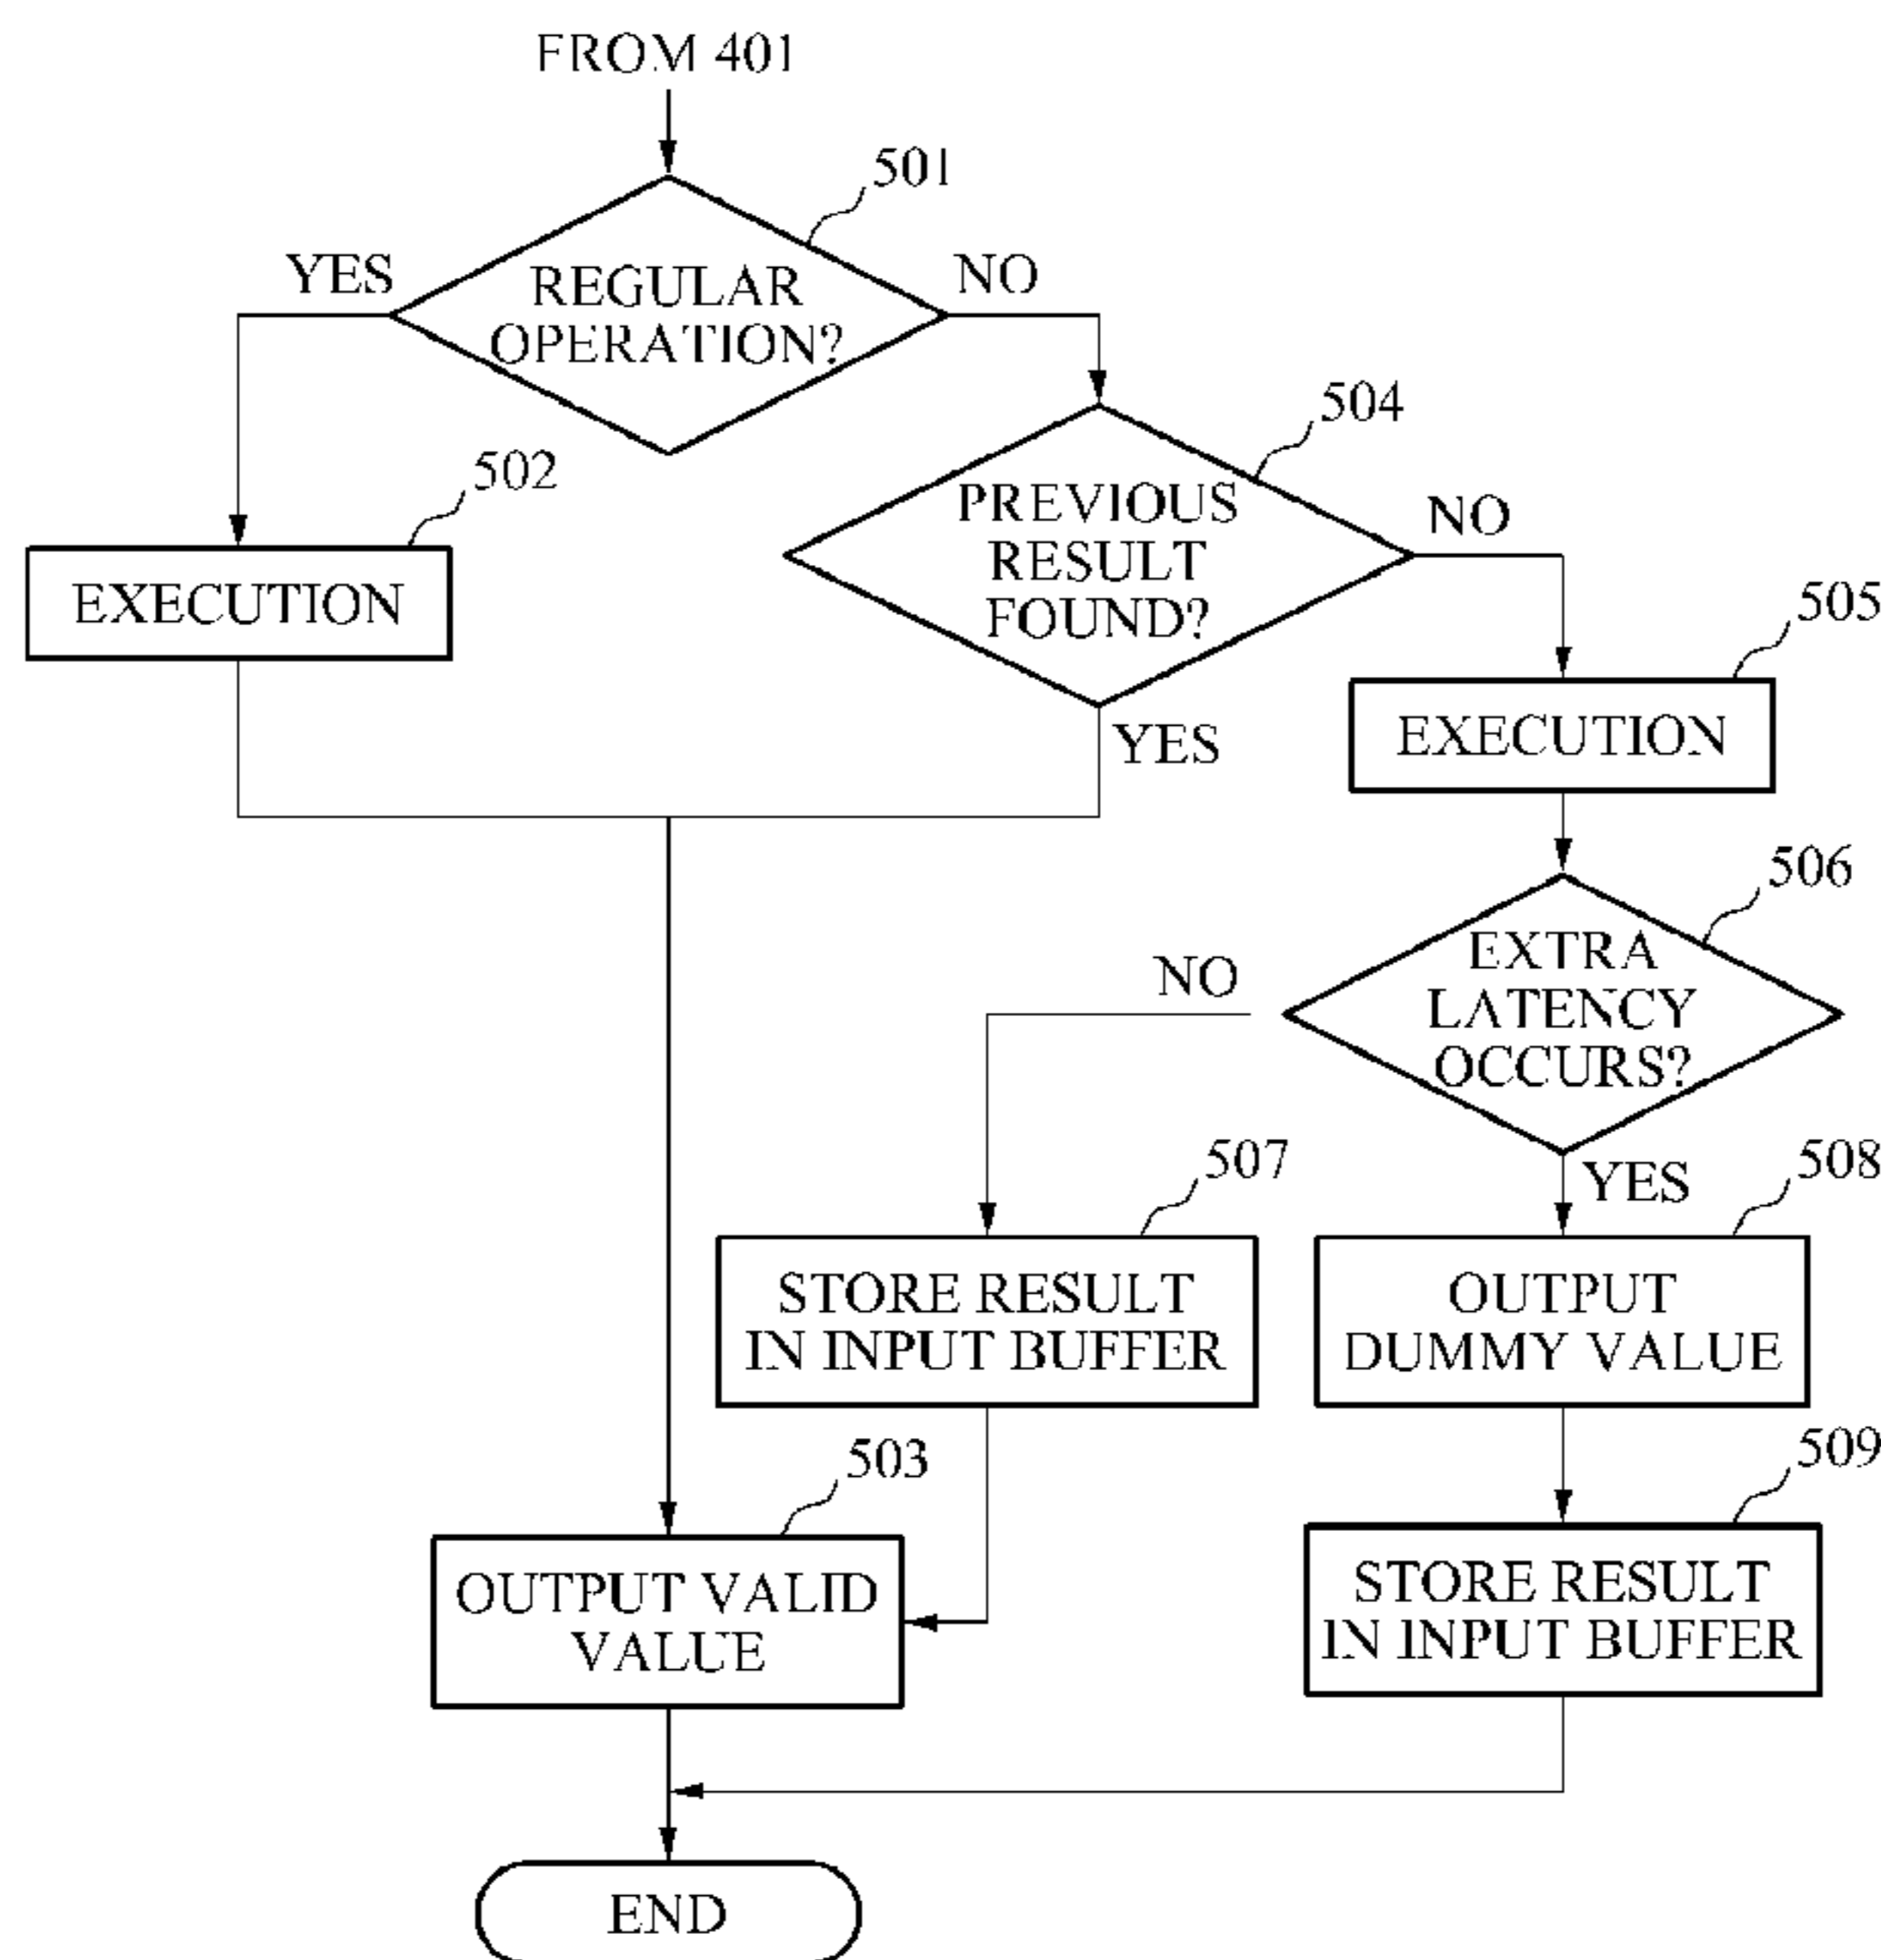 FROM 401
501
YES
NO
REGULAR
OPERATION?
504
502
PREVIOUS
RESULT
FOUND?
NO
EXECUTION
505
YES
EXECUTION
506
NO
EXTRA
LATENCY
OCCURS?
507
YES
508
STORE RESULT
IN INPUT BUFFER
OUTPUT
DUMMY VALUE
503
509
OUTPUT VALID
VALUE
STORE RESULT
IN INPUT BUFFER
END